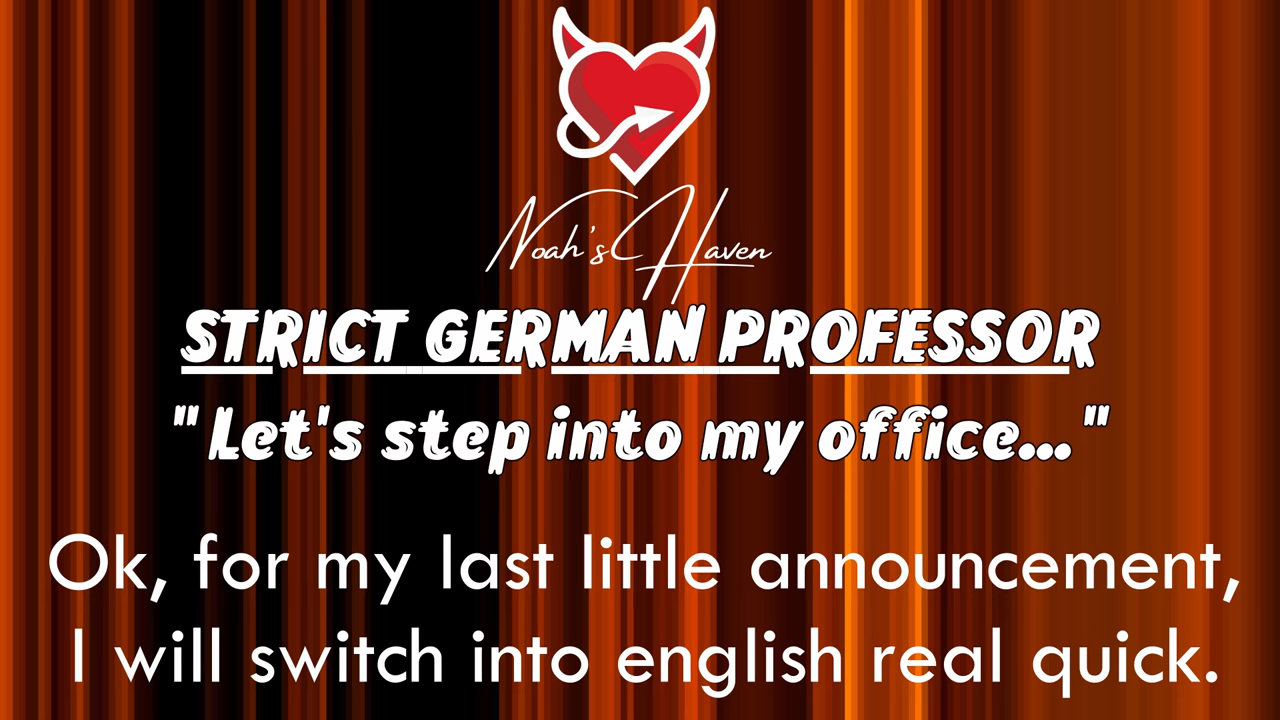 Noah's Haven
STRICT GERMAN PROFESSOR
"Let's step into my office..."
Ok, for my last little announcement,
I will switch into english real quick.